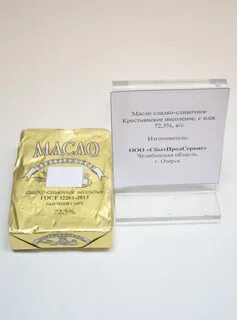 МАСЛО
СЛАДКО-СЛИВОЧНОЕ НЕСОЛЕНОЕ
ГОСТ 32261-2013
ВЫСШИЙ СОРТ
72,5%
Масло сладко-сливочное
Крестьянское несоленое, с мдж
72,5%, в/с
Изготовитель:
ООО «СбытПродСервис»
Челябинская область,
г. Озерск